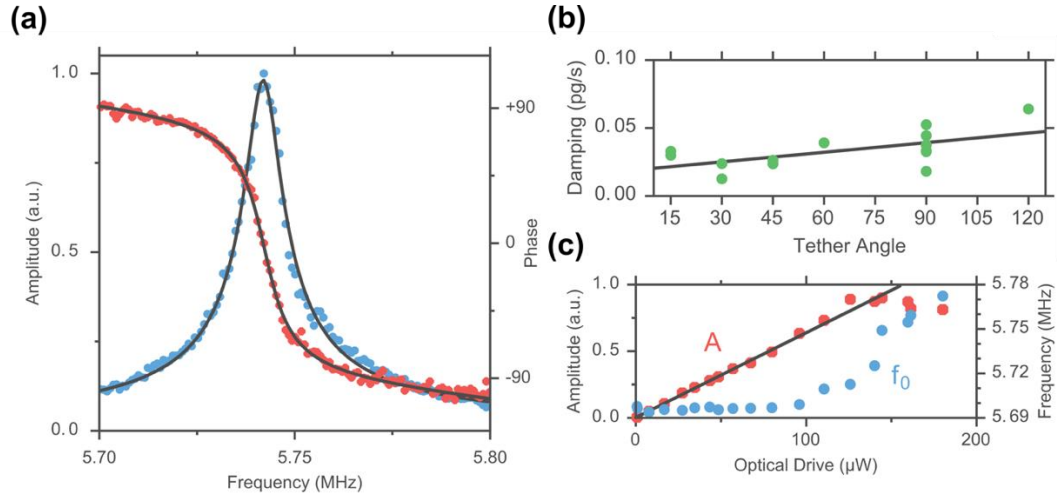 (a)
1.0
0.5
0.0
Amplitude (a.u.)
+90
0
-90
Phase
5.70
5.75
5.80
Frequency (MHz)
(b)
0.10
0.05
0.00
Damping (pg/s)
15
30
45
60
75
90
105
120
Tether Angle
(c)
1.0
0.5
0.0
Amplitude (a.u.)
A
f₀
5.78
5.75
5.72
5.69
Frequency (MHz)
0
100
200
Optical Drive (µW)